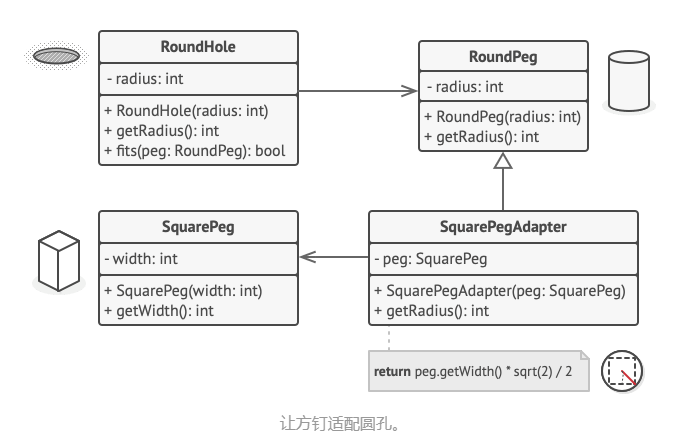 RoundHole
- radius: int
+ RoundHole(radius: int)
+ getRadius(): int
+ fits(peg: RoundPeg): bool
RoundPeg
- radius: int
+ RoundPeg(radius: int)
+ getRadius(): int
SquarePeg
- width: int
+ SquarePeg(width: int)
+ getWidth(): int
SquarePegAdapter
- peg: SquarePeg
+ SquarePegAdapter(peg: SquarePeg)
+ getRadius(): int
return peg.getWidth() * sqrt(2) / 2
让方钉适配圆孔。